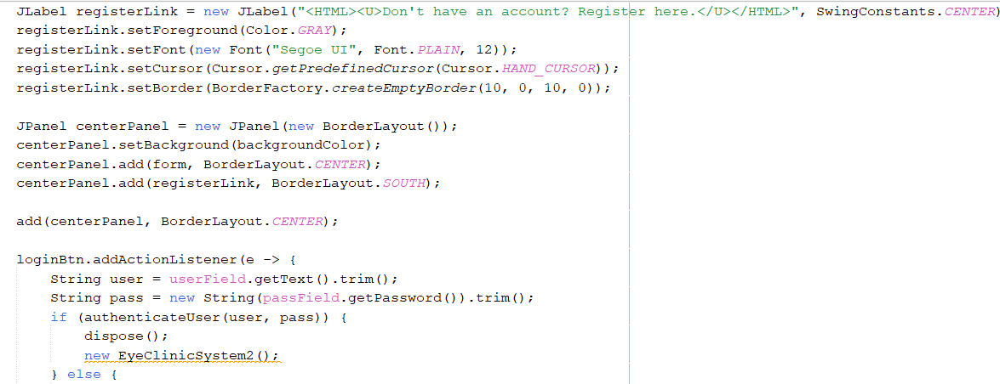 JLabel registerLink = new JLabel("<HTML><U>Don't have an account? Register here.</U></HTML>", SwingConstants.CENTER)
registerLink.setForeground(Color.GRAY);
registerLink.setFont(new Font("Segoe UI", Font.PLAIN, 12));
registerLink.setCursor(Cursor.getPredefinedCursor(Cursor.HAND_CURSOR));
registerLink.setBorder(BorderFactory.createEmptyBorder(10, 0, 10, 0));

JPanel centerPanel = new JPanel(new BorderLayout());
centerPanel.setBackground(backgroundColor);
centerPanel.add(form, BorderLayout.CENTER);
centerPanel.add(registerLink, BorderLayout.SOUTH);

add(centerPanel, BorderLayout.CENTER);

loginBtn.addActionListener(e -> {
    String user = userField.getText().trim();
    String pass = new String(passField.getPassword()).trim();
    if (authenticateUser(user, pass)) {
        dispose();
        new EyeClinicSystem2();
    } else {